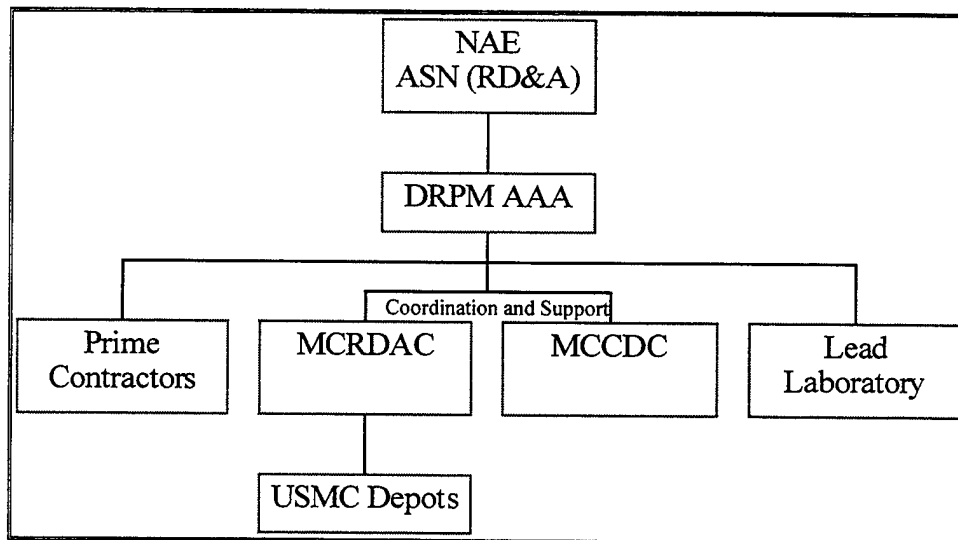 NAE
ASN (RD&A)
DRPM AAA
Coordination and Support
Prime
Contractors
MCRDAC
MCCDC
Lead
Laboratory
USMC Depots